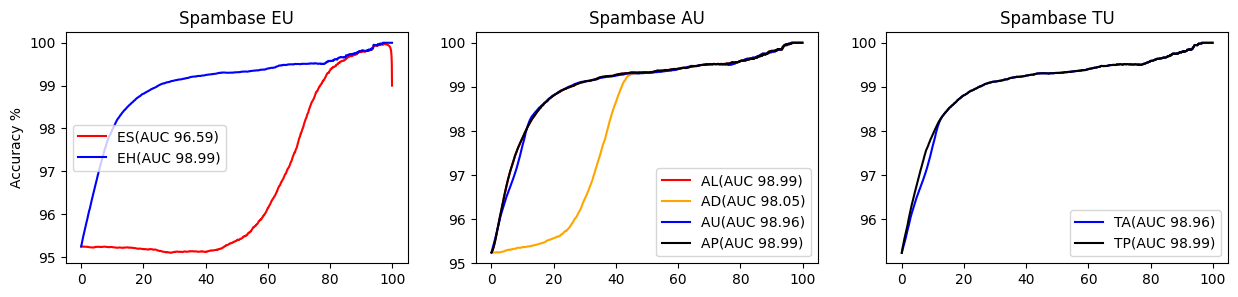 Spambase EU
Accuracy %
100
99
98
97
96
95
ES(AUC 96.59)
EH(AUC 98.99)
0 20 40 60 80 100
Spambase AU
100
99
98
97
96
95
AL(AUC 98.99)
AD(AUC 98.05)
AU(AUC 98.96)
AP(AUC 98.99)
0 20 40 60 80 100
Spambase TU
100
99
98
97
96
TA(AUC 98.96)
TP(AUC 98.99)
0 20 40 60 80 100